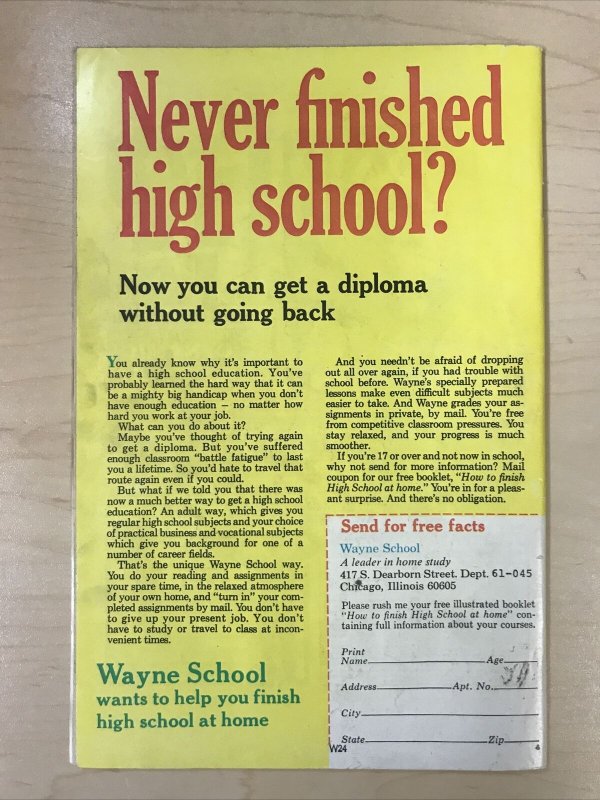 Never finished
high school?
Now you can get a diploma
without going back
You already know why it's important to
have a high school education. You've
probably learned the hard way that it can
be a mighty big handicap when you don't
have enough education — no matter how
hard you work at your job.
What can you do about it?
Maybe you've thought of trying again
to get a diploma. But you've suffered
enough classroom "battle fatigue" to last
you a lifetime. So you'd hate to travel that
route again even if you could.
But what if we told you that there was
now a much better way to get a high school
education? An adult way, which gives you
regular high school subjects and your choice
of practical business and vocational subjects
which give you background for one of a
number of career fields.
That's the unique Wayne School way.
You do your reading and assignments in
your spare time, in the relaxed atmosphere
of your own home, and "turn in" your com-
pleted assignments by mail. You don't have
to give up your present job. You don't
have to study or travel to class at incon-
venient times.
Wayne School
wants to help you finish
high school at home
And you needn't be afraid of dropping
out all over again, if you had trouble with
school before. Wayne's specially prepared
lessons make even difficult subjects much
easier to take. And Wayne grades your as-
signments in private, by mail. You're free
from competitive classroom pressures. You
stay relaxed, and your progress is much
smoother.
If you're 17 or over and not now in school,
why not send for more information? Mail
coupon for our free booklet, "How to finish
High School at home." You're in for a pleas-
ant surprise. And there's no obligation.
Send for free facts
Wayne School
A leader in home study
417 S. Dearborn Street. Dept. 61-045
Chicago, Illinois 60605
Please rush me your free illustrated booklet
"How to finish High School at home" con-
taining full information about your courses.
Print
Name Age
Address Apt. No.
City
State Zip
W24 4